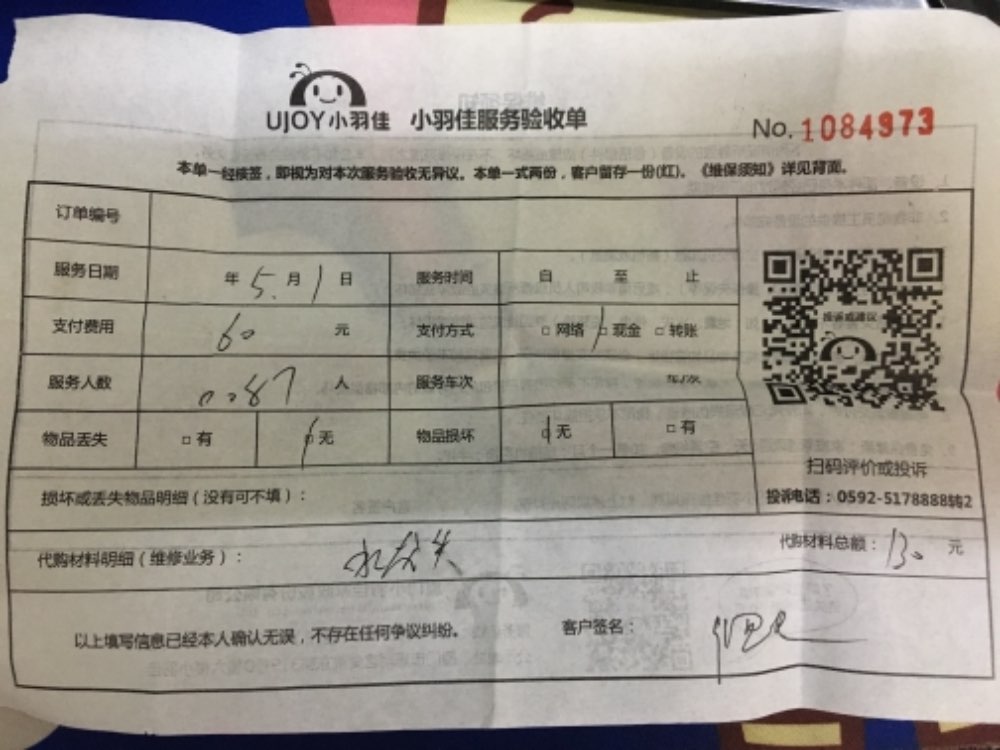 UJOY小羽佳 小羽佳服务验收单
No. 1084973
本单一经核签，即视为对本次服务验收无异议。本单一式两份，客户留存一份(红)。《维保须知》详见背面。
订单编号
服务日期 年 5 月 1 日 服务时间 自 至 止
支付费用 60 元 支付方式 □ 网络 □ 现金 □ 转账
投诉或建议
服务人数 人 服务车次
物品丢失 □ 有 □ 无 物品损坏 □ 无 □ 有
扫码评价或投诉
损坏或丢失物品明细（没有可不填）：
投诉电话：0592-5178888转2
代购材料明细（维修业务）： 代购材料总额：130 元
以上填写信息已经本人确认无误，不存在任何争议纠纷。 客户签名：